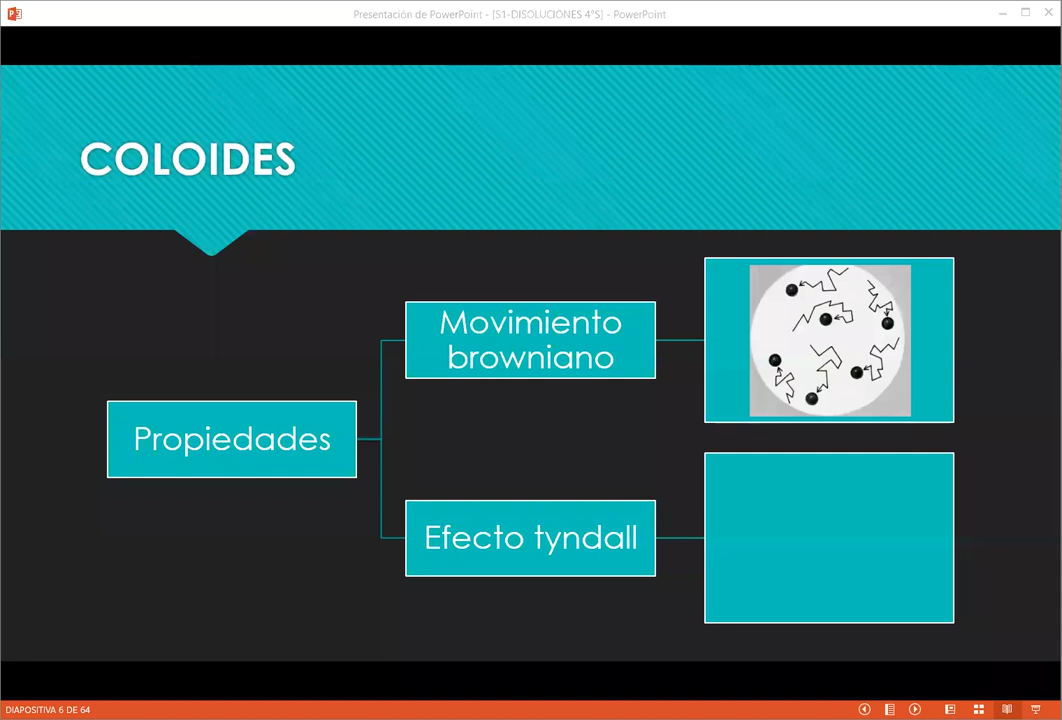 Presentación de PowerPoint - [S1-DISOLUCIONES 4°S] - PowerPoint
COLOIDES
Propiedades
Movimiento
browniano
Efecto tyndall
DIAPOSITIVA 6 DE 64